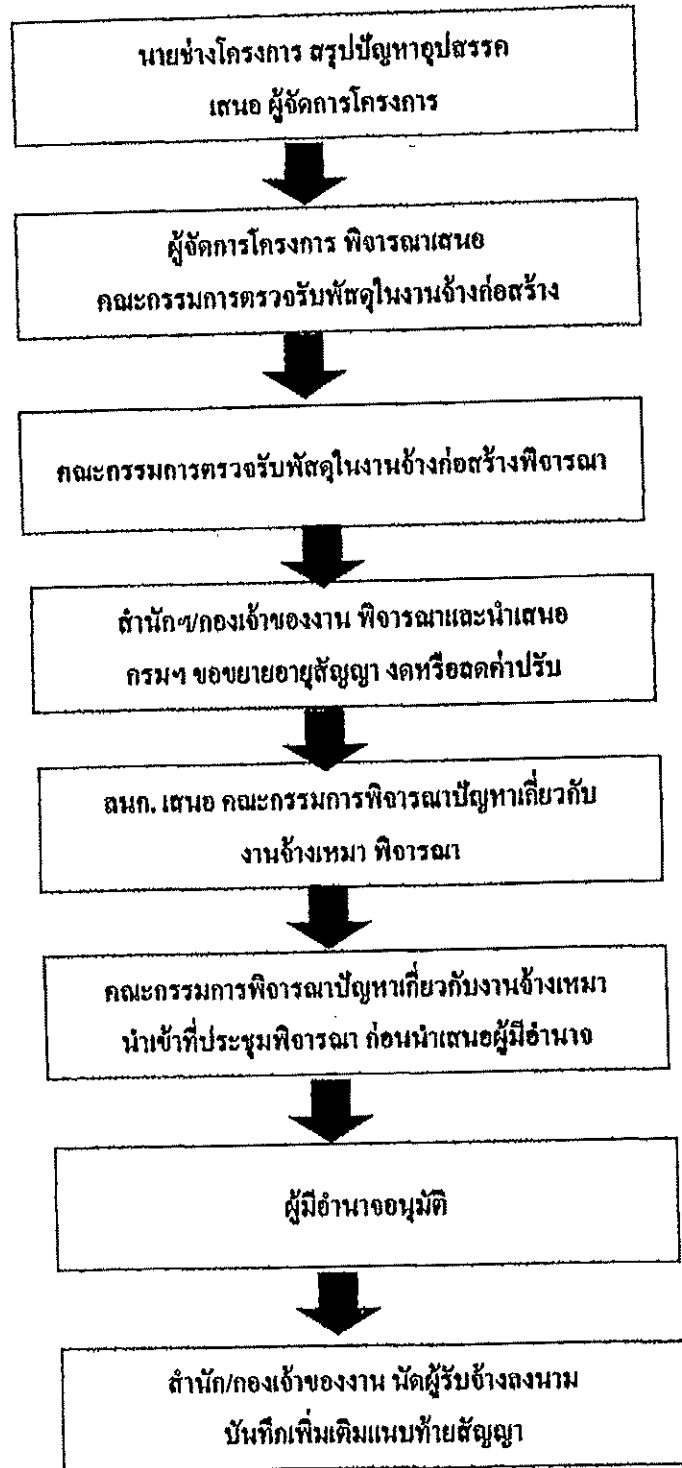 นายช่างโครงการ สรุปปัญหาอุปสรรค
เสนอ ผู้จัดการโครงการ
ผู้จัดการโครงการ พิจารณาเสนอ
คณะกรรมการตรวจรับพัสดุในงานจ้างก่อสร้าง
คณะกรรมการตรวจรับพัสดุในงานจ้างก่อสร้างพิจารณา
สำนักฯ/กองเจ้าของงาน พิจารณาและนำเสนอ
กรมฯ ขอขยายอายุสัญญา งดหรือลดค่าปรับ
ลนก. เสนอ คณะกรรมการพิจารณาปัญหาเกี่ยวกับ
งานจ้างเหมา พิจารณา
คณะกรรมการพิจารณาปัญหาเกี่ยวกับงานจ้างเหมา
นำเข้าที่ประชุมพิจารณา ก่อนนำเสนอผู้มีอำนาจ
ผู้มีอำนาจอนุมัติ
สำนัก/กองเจ้าของงาน นัดผู้รับจ้างลงนาม
บันทึกเพิ่มเติมแนบท้ายสัญญา